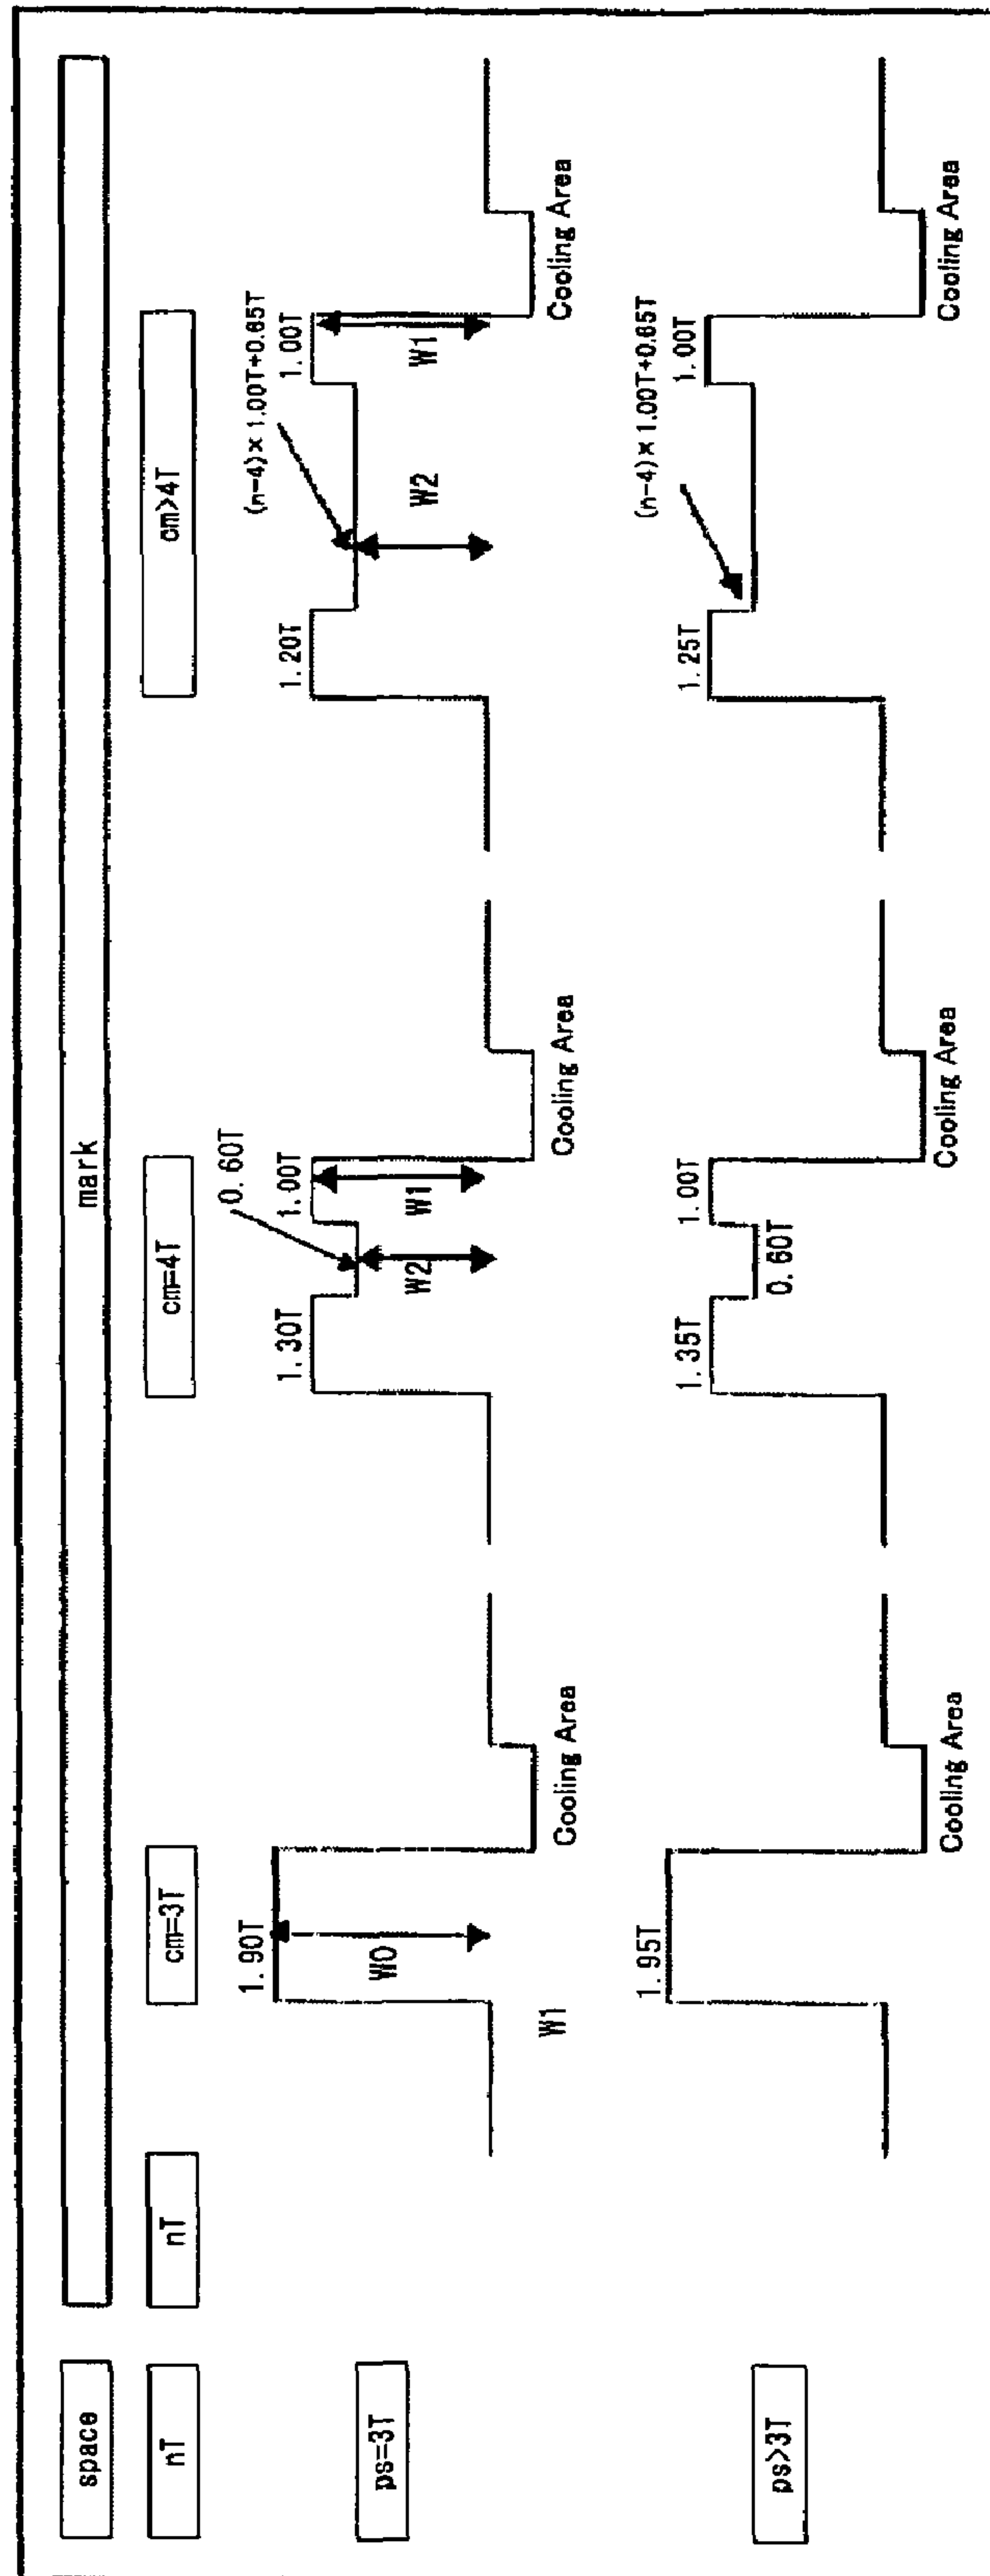 space
mark
nT
nT
cm=3T
cm=4T
cm>4T
ps=3T
1.90T
W0
W1
Cooling Area
1.30T
0.60T
1.00T
W2
W1
Cooling Area
1.20T
(n-4)×1.00T+0.65T
1.00T
W2
W1
Cooling Area
ps>3T
1.95T
Cooling Area
1.35T
0.60T
1.00T
Cooling Area
1.25T
(n-4)×1.00T+0.65T
1.00T
Cooling Area